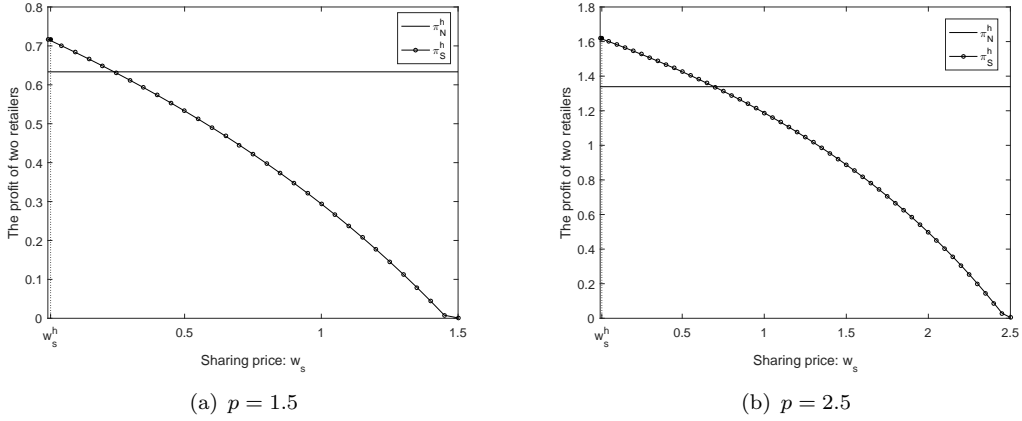 0.8
0.7
0.6
0.5
0.4
0.3
0.2
0.1
0
The profit of two retailers
π_N^h
π_S^h
w_s^h
0.5
1
1.5
Sharing price: w_s
(a) p = 1.5
1.8
1.6
1.4
1.2
1
0.8
0.6
0.4
0.2
0
The profit of two retailers
π_N^h
π_S^h
w_s^h
0.5
1
1.5
2
2.5
Sharing price: w_s
(b) p = 2.5